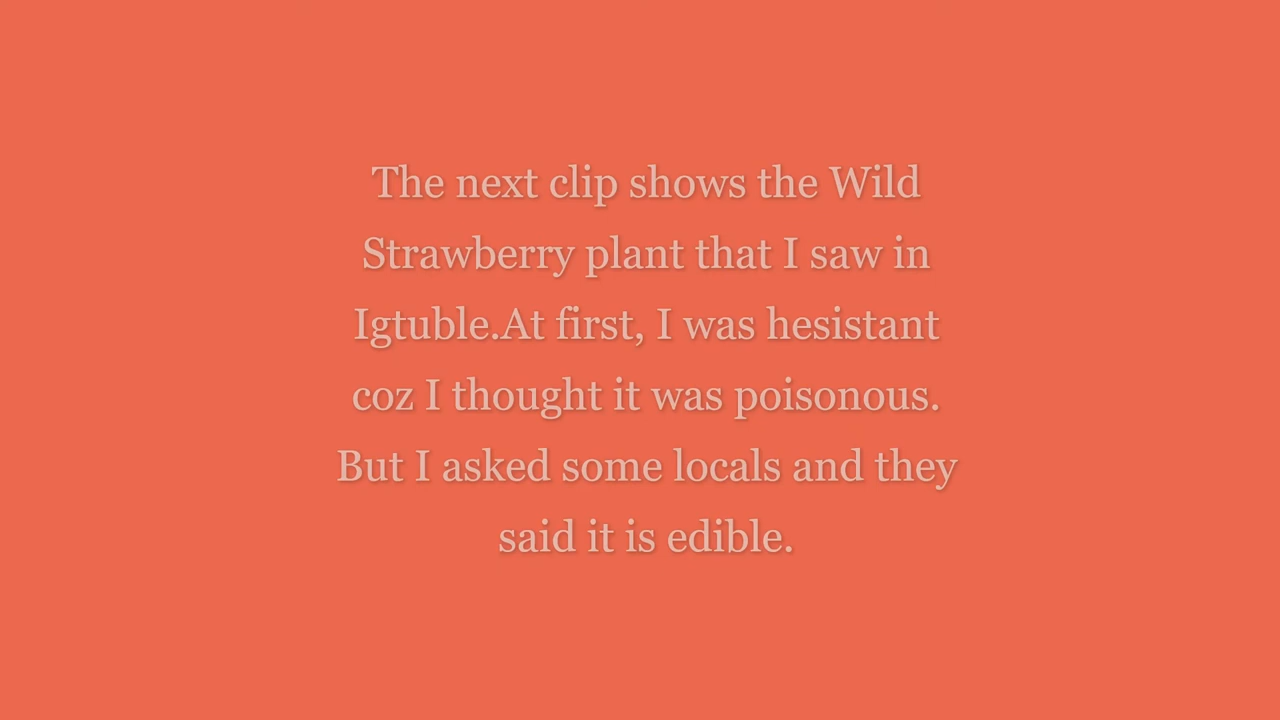 The next clip shows the Wild
Strawberry plant that I saw in
Igtuble.At first, I was hesistant
coz I thought it was poisonous.
But I asked some locals and they
said it is edible.